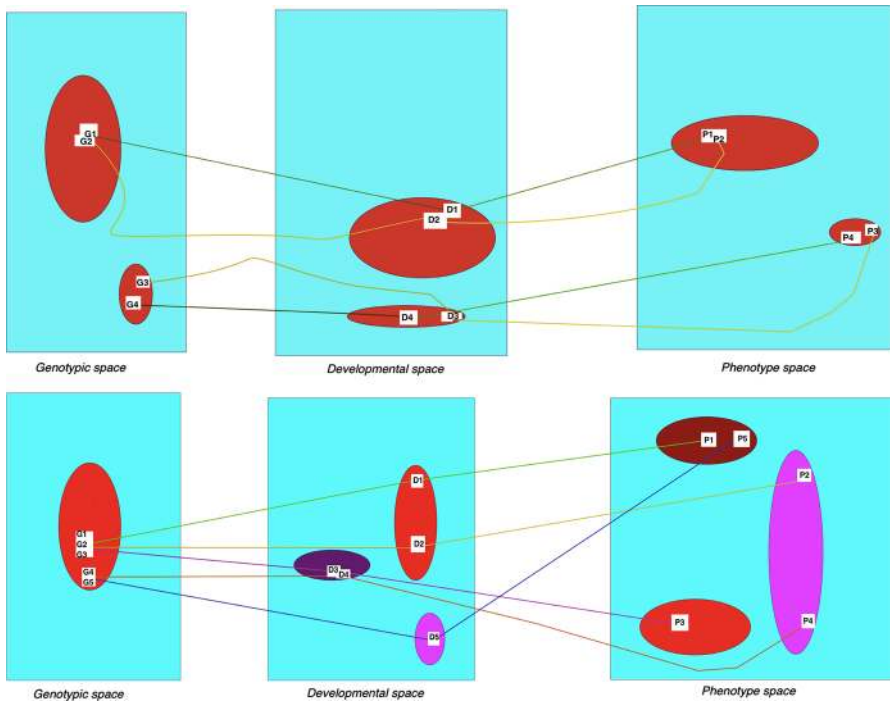 G1
G2
G3
G4
D1
D2
D4
P1
P2
P3
P4
Genotypic space
Developmental space
Phenotype space
G1
G2
G3
G4
G5
D1
D2
D3
D4
D5
P1
P5
P2
P3
P4
Genotypic space
Developmental space
Phenotype space